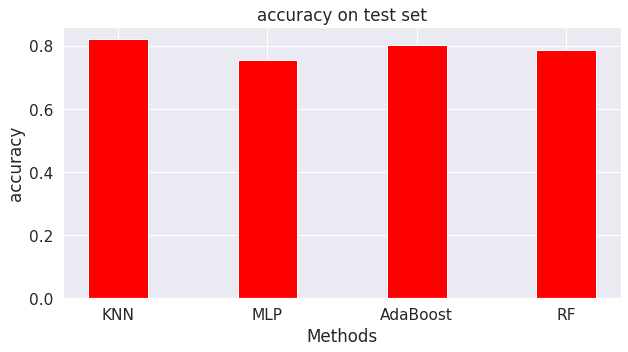 accuracy on test set
accuracy
0.8
0.6
0.4
0.2
0.0
KNN MLP AdaBoost RF
Methods